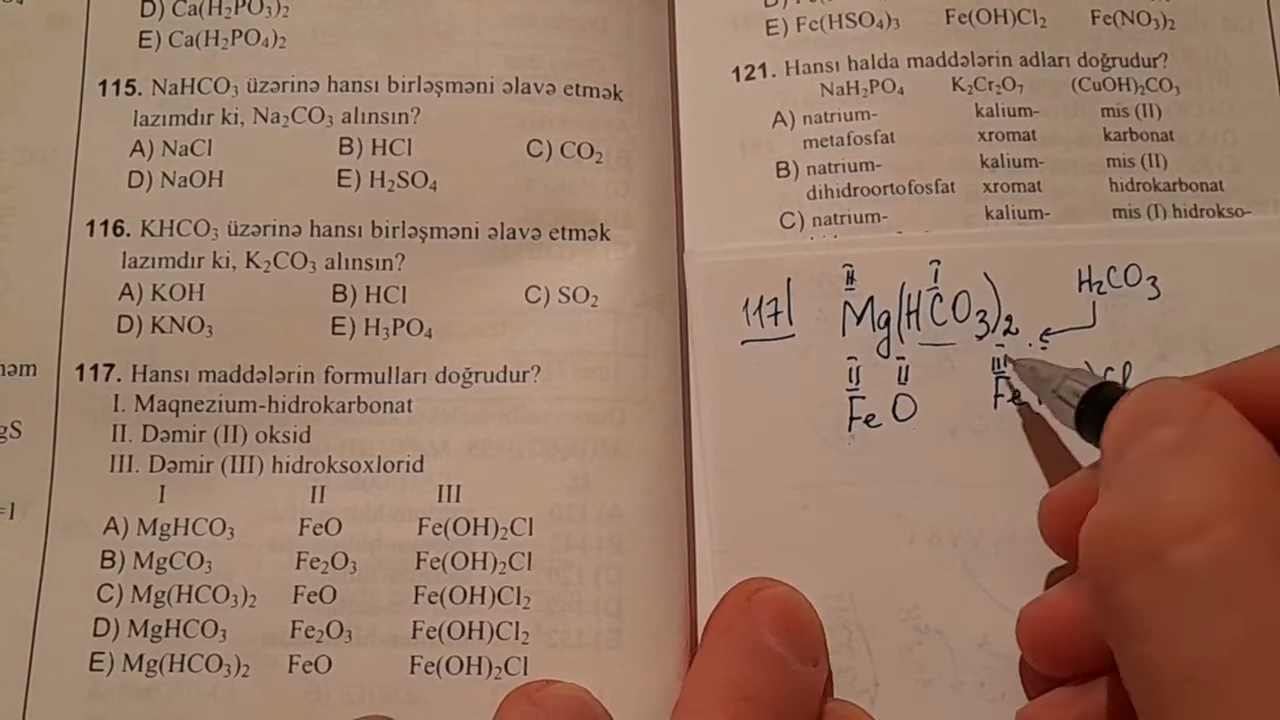 D) Ca(H₂PO₃)₂
E) Ca(H₂PO₄)₂
115. NaHCO₃ üzərinə hansı birləşməni əlavə etmək
lazımdır ki, Na₂CO₃ alınsın?
A) NaCl B) HCl C) CO₂
D) NaOH E) H₂SO₄
116. KHCO₃ üzərinə hansı birləşməni əlavə etmək
lazımdır ki, K₂CO₃ alınsın?
A) KOH B) HCl C) SO₂
D) KNO₃ E) H₃PO₄
117. Hansı maddələrin formulları doğrudur?
I. Maqnezium-hidrokarbonat
II. Dəmir (II) oksid
III. Dəmir (III) hidroksoxlorid
I II III
A) MgHCO₃ FeO Fe(OH)₂Cl
B) MgCO₃ Fe₂O₃ Fe(OH)₂Cl
C) Mg(HCO₃)₂ FeO Fe(OH)Cl₂
D) MgHCO₃ Fe₂O₃ Fe(OH)Cl₂
E) Mg(HCO₃)₂ FeO Fe(OH)₂Cl
E) Fe(HSO₄)₃ Fe(OH)Cl₂ Fe(NO₃)₂
121. Hansı halda maddələrin adları doğrudur?
NaH₂PO₄ K₂Cr₂O₇ (CuOH)₂CO₃
A) natrium- kalium- mis (II)
metafosfat xromat karbonat
B) natrium- kalium- mis (II)
dihidroortofosfat xromat hidrokarbonat
C) natrium- kalium- mis (I) hidrokso-
II I
117| Mg(HCO₃)₂ H₂CO₃
II II III
Fe O Fe